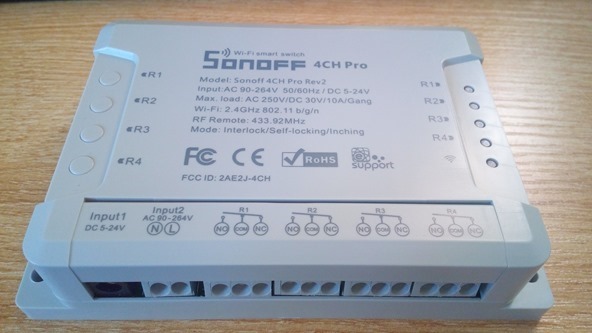 Wi-Fi smart switch
SONOFF 4CH Pro
Model: Sonoff 4CH Pro Rev2
Input: AC 90-264V 50/60Hz / DC 5-24V
Max. load: AC 250V/DC 30V/10A/Gang
Wi-Fi: 2.4GHz 802.11 b/g/n
RF Remote: 433.92MHz
Mode: Interlock/Self-locking/Inching
FC CE RoHS support
FCC ID: 2AE2J-4CH
R1
R2
R3
R4
R1
R2
R3
R4
Input1
DC 5-24V
Input2
AC 90-264V
N L
R1 R2 R3 R4
NC COM NO NC COM NO NC COM NO NC COM NO